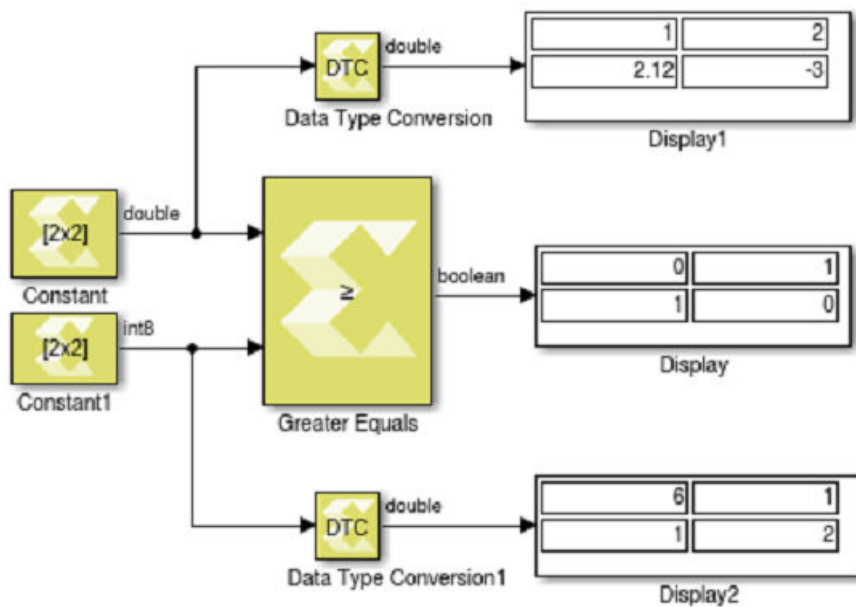 double
DTC
Data Type Conversion
1 2
2.12 -3
Display1
[2x2]
double
Constant
≥
Greater Equals
boolean
0 1
1 0
Display
[2x2]
int8
Constant1
DTC
double
Data Type Conversion1
6 1
1 2
Display2